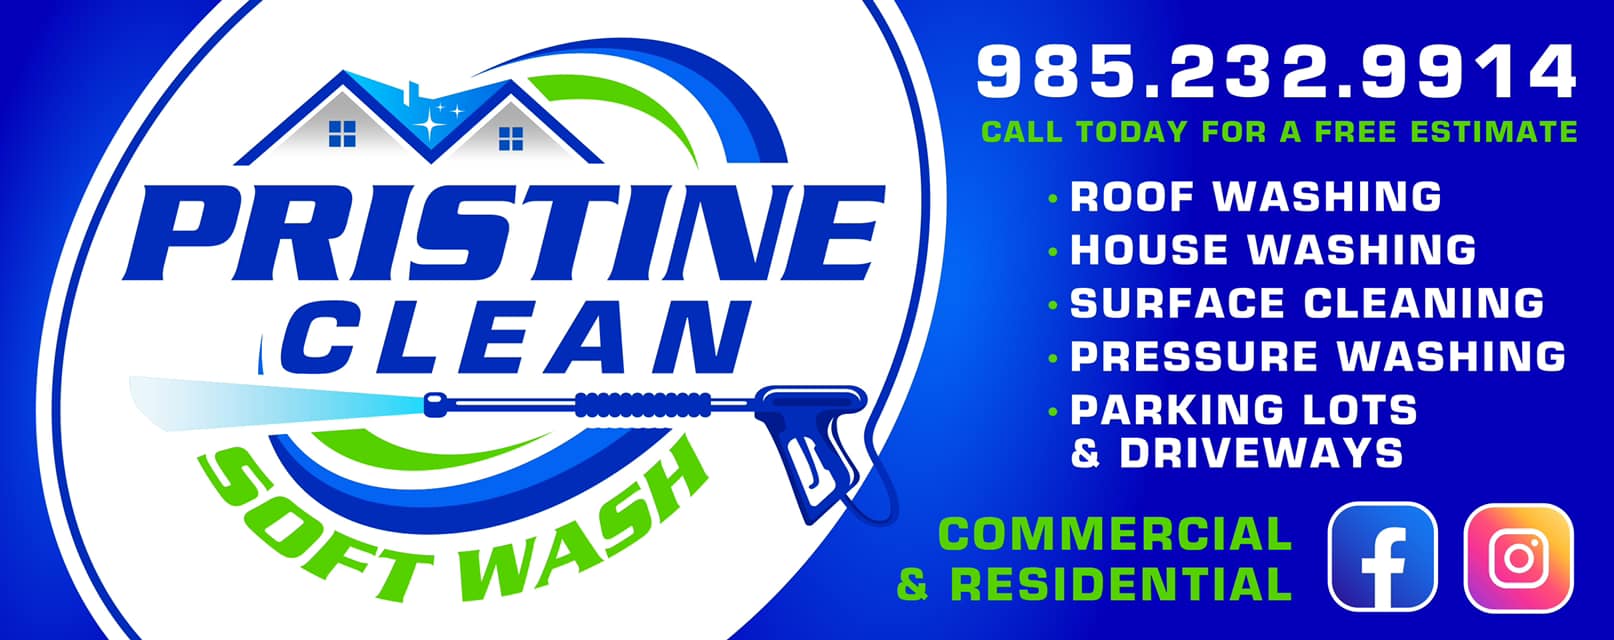 PRISTINE
CLEAN
SOFT WASH
985.232.9914
CALL TODAY FOR A FREE ESTIMATE
• ROOF WASHING
• HOUSE WASHING
• SURFACE CLEANING
• PRESSURE WASHING
• PARKING LOTS
& DRIVEWAYS
COMMERCIAL
& RESIDENTIAL